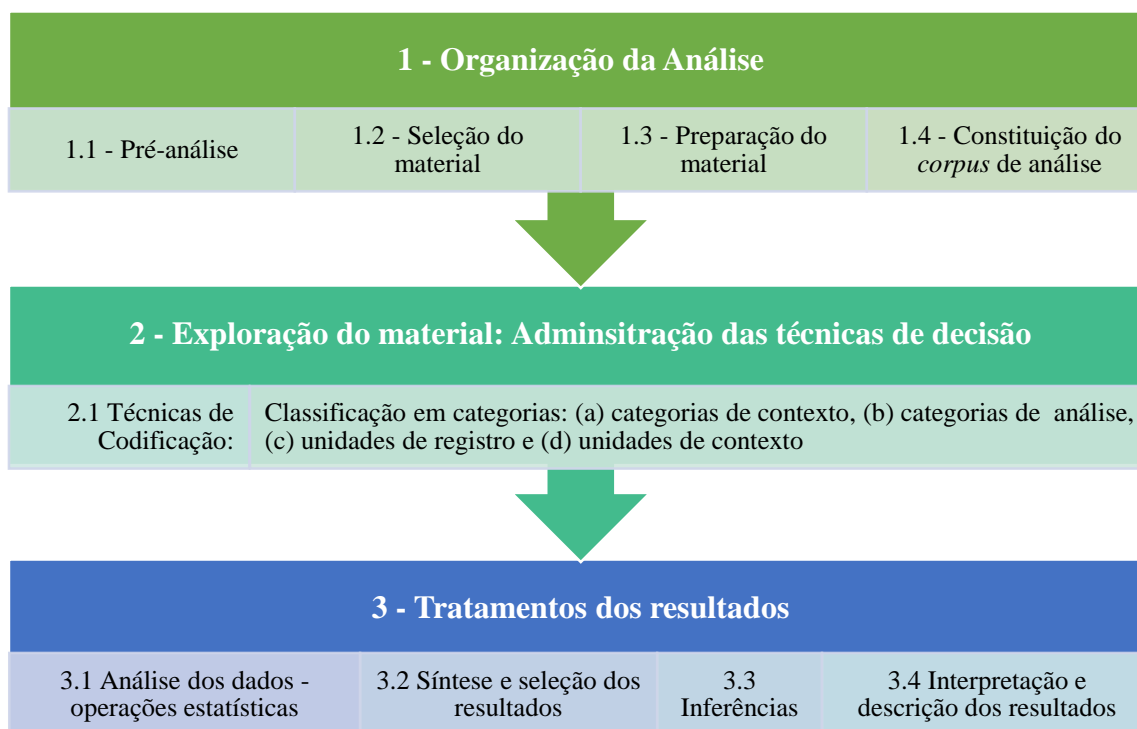 1 - Organização da Análise
1.1 - Pré-análise
1.2 - Seleção do
material
1.3 - Preparação do
material
1.4 - Constituição do
corpus de análise
2 - Exploração do material: Adminsitração das técnicas de decisão
2.1 Técnicas de
Codificação:
Classificação em categorias: (a) categorias de contexto, (b) categorias de análise,
(c) unidades de registro e (d) unidades de contexto
3 - Tratamentos dos resultados
3.1 Análise dos dados -
operações estatísticas
3.2 Síntese e seleção dos
resultados
3.3
Inferências
3.4 Interpretação e
descrição dos resultados